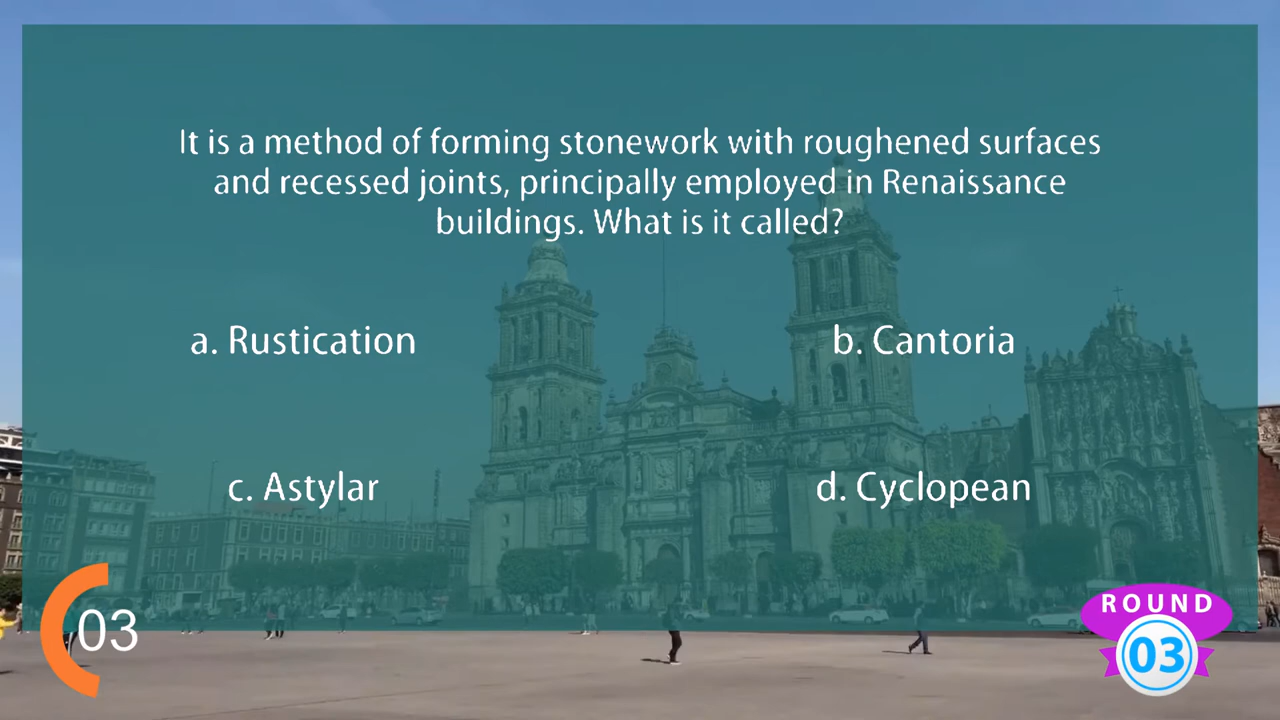 It is a method of forming stonework with roughened surfaces
and recessed joints, principally employed in Renaissance
buildings. What is it called?
a. Rustication
b. Cantoria
c. Astylar
d. Cyclopean
03
ROUND
03